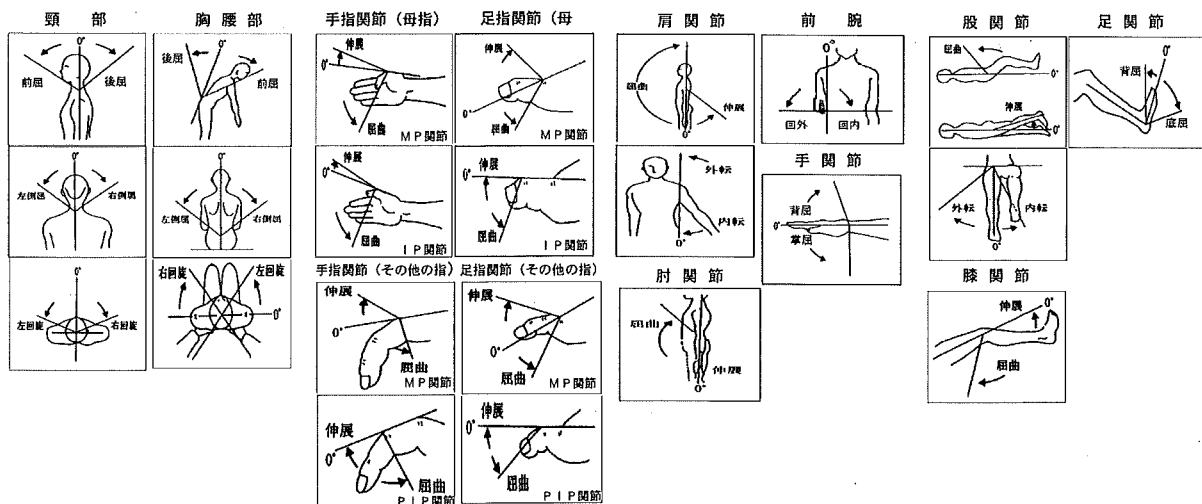 頸部
0°
前屈
後屈
左側屈
右側屈
0°
左回旋
右回旋
胸腰部
0°
後屈
前屈
左側屈
右側屈
右回旋
左回旋
0°
手指関節(母指)
伸展
0°
屈曲
MP関節
伸展
0°
屈曲
IP関節
足指関節(母
伸展
0°
屈曲
MP関節
伸展
0°
屈曲
IP関節
手指関節(その他の指)
伸展
0°
屈曲
MP関節
伸展
0°
屈曲
PIP関節
足指関節(その他の指)
伸展
0°
屈曲
MP関節
伸展
0°
屈曲
PIP関節
肩関節
屈曲
伸展
0°
外転
内転
0°
肘関節
屈曲
伸展
0°
前腕
0°
回外
回内
手関節
背屈
0°
掌屈
股関節
屈曲
0°
伸展
0°
外転
内転
0°
膝関節
伸展
0°
屈曲
足関節
0°
背屈
底屈